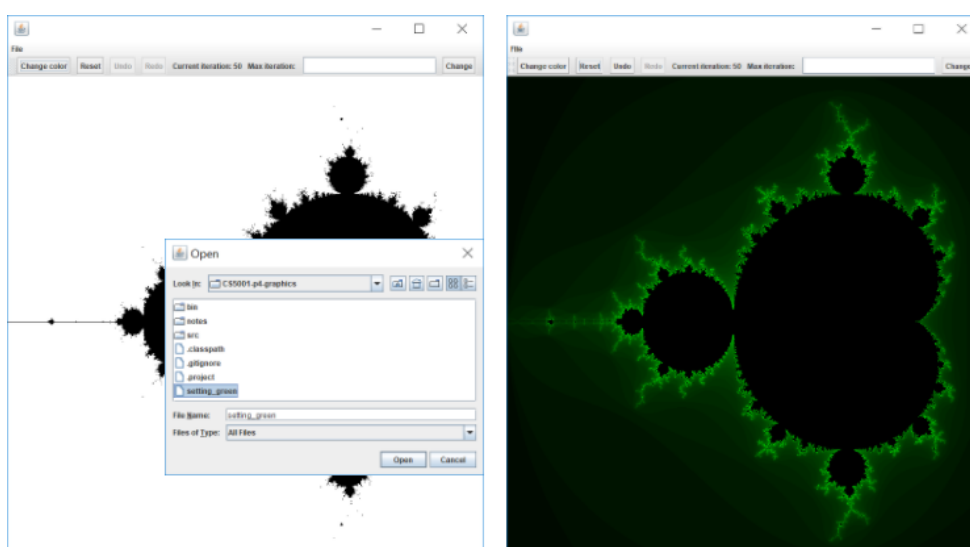 File
Change color Reset Undo Redo Current iteration: 50 Max iteration: Change
Open
Look In: CS5001.p4.graphics
bin
notes
src
.classpath
.gitignore
.project
setting_green
File Name: setting_green
Files of Type: All Files
Open Cancel
File
Change color Reset Undo Redo Current iteration: 50 Max iteration: Change